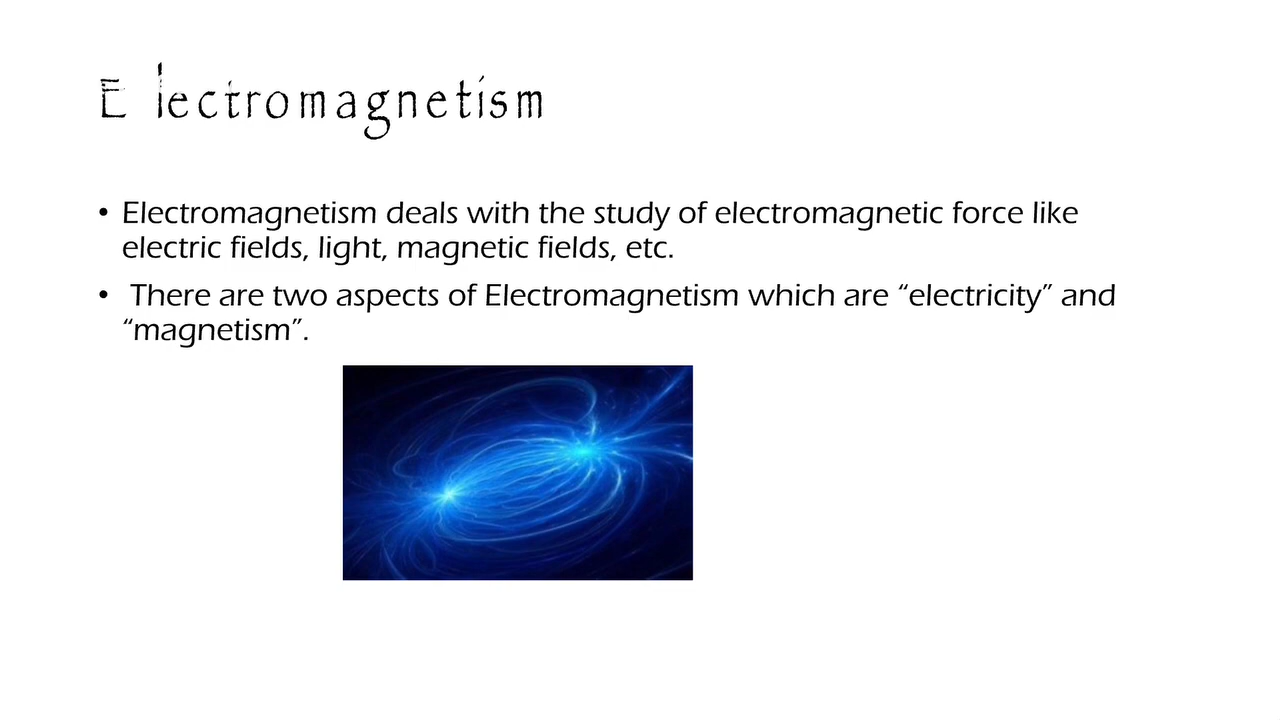 Electromagnetism
• Electromagnetism deals with the study of electromagnetic force like
electric fields, light, magnetic fields, etc.
• There are two aspects of Electromagnetism which are “electricity” and
“magnetism”.